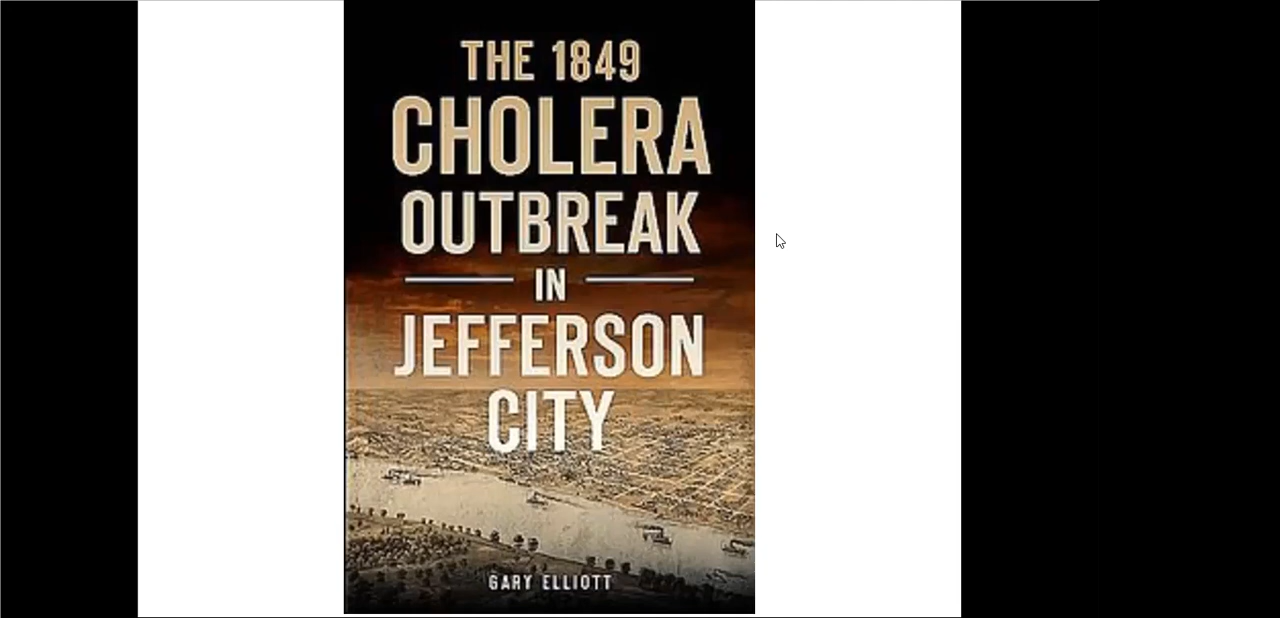 THE 1849
CHOLERA
OUTBREAK
IN
JEFFERSON
CITY
GARY ELLIOTT